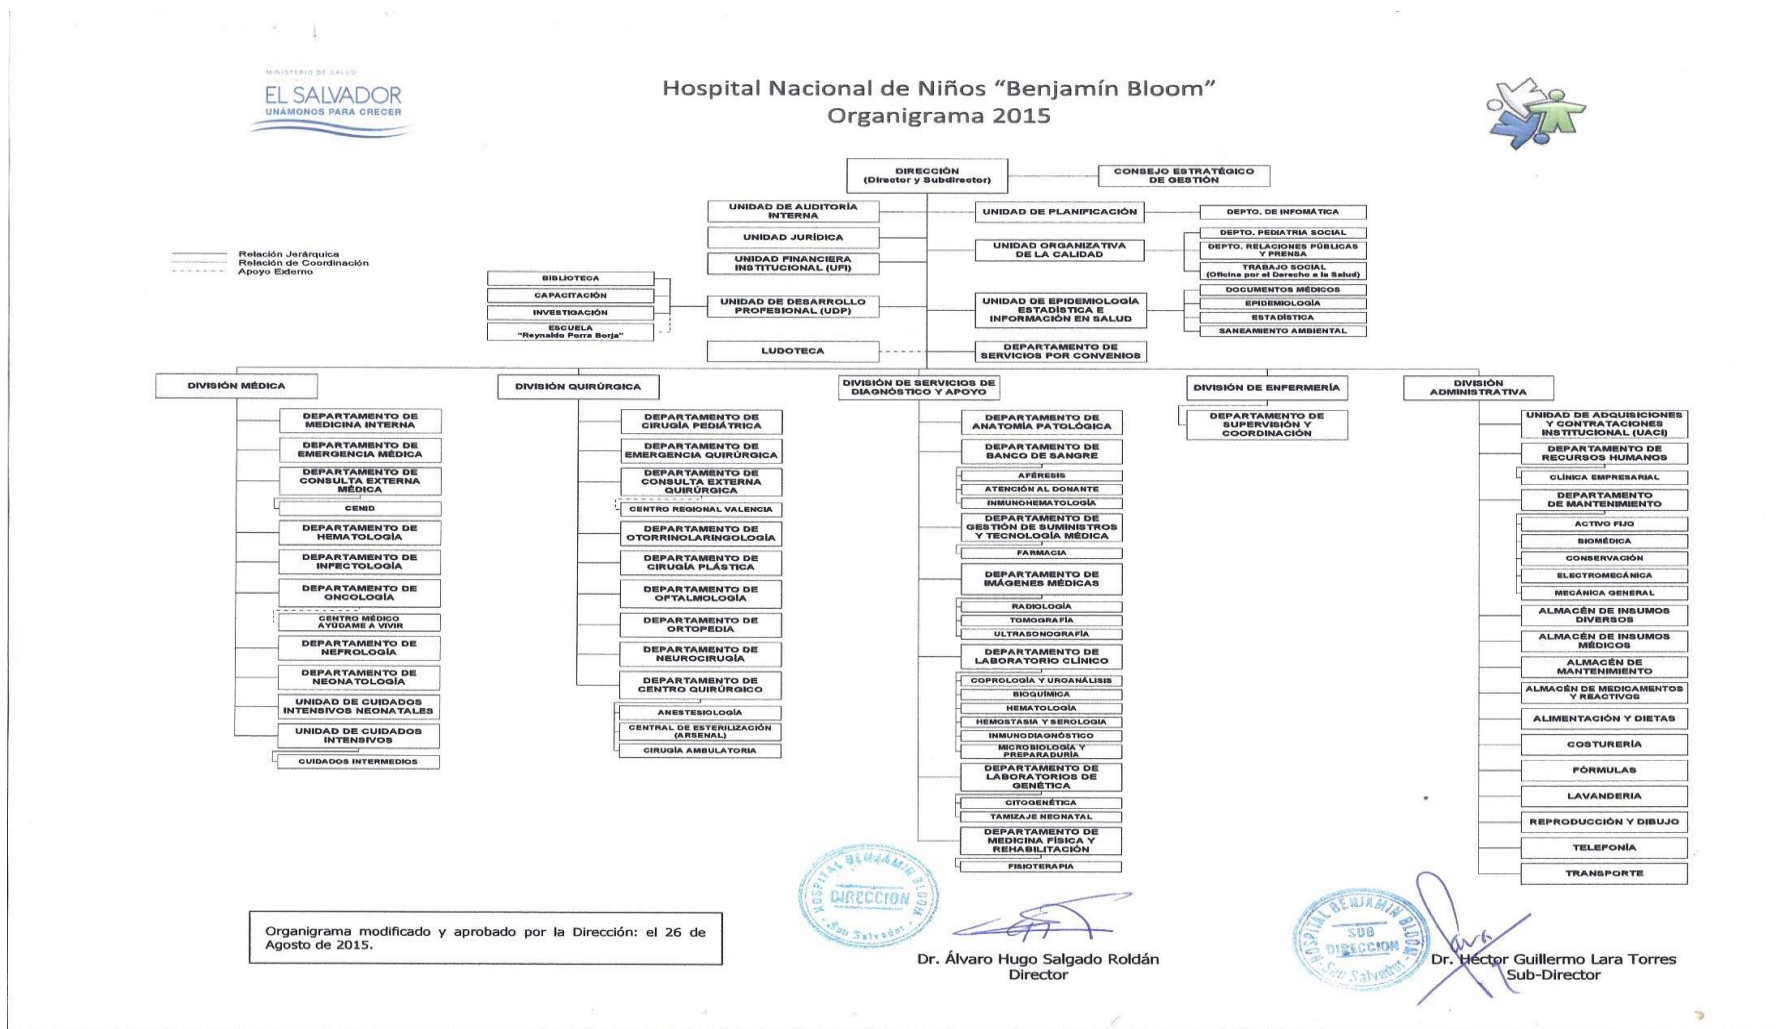 MINISTERIO DE SALUD
EL SALVADOR
UNÁMONOS PARA CRECER
Hospital Nacional de Niños “Benjamín Bloom”
Organigrama 2015
DIRECCIÓN
(Director y Subdirector)
CONSEJO ESTRATÉGICO
DE GESTIÓN
UNIDAD DE AUDITORÍA
INTERNA
UNIDAD DE PLANIFICACIÓN
DEPTO. DE INFOMÁTICA
UNIDAD JURÍDICA
UNIDAD ORGANIZATIVA
DE LA CALIDAD
DEPTO. PEDIATRIA SOCIAL
DEPTO. RELACIONES PÚBLICAS
Y PRENSA
TRABAJO SOCIAL
(Oficina por el Derecho a la Salud)
UNIDAD FINANCIERA
INSTITUCIONAL (UFI)
Relación Jerárquica
Relación de Coordinación
Apoyo Externo
BIBLIOTECA
CAPACITACIÓN
INVESTIGACIÓN
ESCUELA
"Reynaldo Porra Borja"
UNIDAD DE DESARROLLO
PROFESIONAL (UDP)
UNIDAD DE EPIDEMIOLOGÍA
ESTADÍSTICA E
INFORMACIÓN EN SALUD
DOCUMENTOS MÉDICOS
EPIDEMIOLOGÍA
ESTADÍSTICA
SANEAMIENTO AMBIENTAL
LUDOTECA
DEPARTAMENTO DE
SERVICIOS POR CONVENIOS
DIVISIÓN MÉDICA
DEPARTAMENTO DE
MEDICINA INTERNA
DEPARTAMENTO DE
EMERGENCIA MÉDICA
DEPARTAMENTO DE
CONSULTA EXTERNA
MÉDICA
CENID
DEPARTAMENTO DE
HEMATOLOGÍA
DEPARTAMENTO DE
INFECTOLOGÍA
DEPARTAMENTO DE
ONCOLOGÍA
CENTRO MÉDICO
AYÚDAME A VIVIR
DEPARTAMENTO DE
NEFROLOGÍA
DEPARTAMENTO DE
NEONATOLOGÍA
UNIDAD DE CUIDADOS
INTENSIVOS NEONATALES
UNIDAD DE CUIDADOS
INTENSIVOS
CUIDADOS INTERMEDIOS
DIVISIÓN QUIRÚRGICA
DEPARTAMENTO DE
CIRUGÍA PEDIÁTRICA
DEPARTAMENTO DE
EMERGENCIA QUIRÚRGICA
DEPARTAMENTO DE
CONSULTA EXTERNA
QUIRÚRGICA
CENTRO REGIONAL VALENCIA
DEPARTAMENTO DE
OTORRINOLARINGOLOGÍA
DEPARTAMENTO DE
CIRUGÍA PLÁSTICA
DEPARTAMENTO DE
OFTALMOLOGÍA
DEPARTAMENTO DE
ORTOPEDIA
DEPARTAMENTO DE
NEUROCIRUGÍA
DEPARTAMENTO DE
CENTRO QUIRÚRGICO
ANESTESIOLOGÍA
CENTRAL DE ESTERILIZACIÓN
(ARSENAL)
CIRUGÍA AMBULATORIA
DIVISIÓN DE SERVICIOS DE
DIAGNÓSTICO Y APOYO
DEPARTAMENTO DE
ANATOMÍA PATOLÓGICA
DEPARTAMENTO DE
BANCO DE SANGRE
AFÉRESIS
ATENCIÓN AL DONANTE
INMUNOHEMATOLOGÍA
DEPARTAMENTO DE
GESTIÓN DE SUMINISTROS
Y TECNOLOGÍA MÉDICA
FARMACIA
DEPARTAMENTO DE
IMÁGENES MÉDICAS
RADIOLOGÍA
TOMOGRAFÍA
ULTRASONOGRAFÍA
DEPARTAMENTO DE
LABORATORIO CLÍNICO
COPROLOGÍA Y UROANÁLISIS
BIOQUÍMICA
HEMATOLOGÍA
HEMOSTASIA Y SEROLOGIA
INMUNODIAGNÓSTICO
MICROBIOLOGÍA Y
PREPARADURÍA
DEPARTAMENTO DE
LABORATORIOS DE
GENÉTICA
CITOGENÉTICA
TAMIZAJE NEONATAL
DEPARTAMENTO DE
MEDICINA FÍSICA Y
REHABILITACIÓN
FISIOTERAPIA
DIVISIÓN DE ENFERMERÍA
DEPARTAMENTO DE
SUPERVISIÓN Y
COORDINACIÓN
DIVISIÓN
ADMINISTRATIVA
UNIDAD DE ADQUISICIONES
Y CONTRATACIONES
INSTITUCIONAL (UACI)
DEPARTAMENTO DE
RECURSOS HUMANOS
CLÍNICA EMPRESARIAL
DEPARTAMENTO
DE MANTENIMIENTO
ACTIVO FIJO
BIOMÉDICA
CONSERVACIÓN
ELECTROMECÁNICA
MECÁNICA GENERAL
ALMACÉN DE INSUMOS
DIVERSOS
ALMACÉN DE INSUMOS
MÉDICOS
ALMACÉN DE
MANTENIMIENTO
ALMACÉN DE MEDICAMENTOS
Y REACTIVOS
ALIMENTACIÓN Y DIETAS
COSTURERÍA
FÓRMULAS
LAVANDERIA
REPRODUCCIÓN Y DIBUJO
TELEFONÍA
TRANSPORTE
Organigrama modificado y aprobado por la Dirección: el 26 de
Agosto de 2015.
HOSPITAL BENJAMIN BLOOM
DIRECCION
San Salvador
Dr. Álvaro Hugo Salgado Roldán
Director
HOSPITAL BENJAMIN BLOOM
SUB
DIRECCION
San Salvador
Dr. Héctor Guillermo Lara Torres
Sub-Director